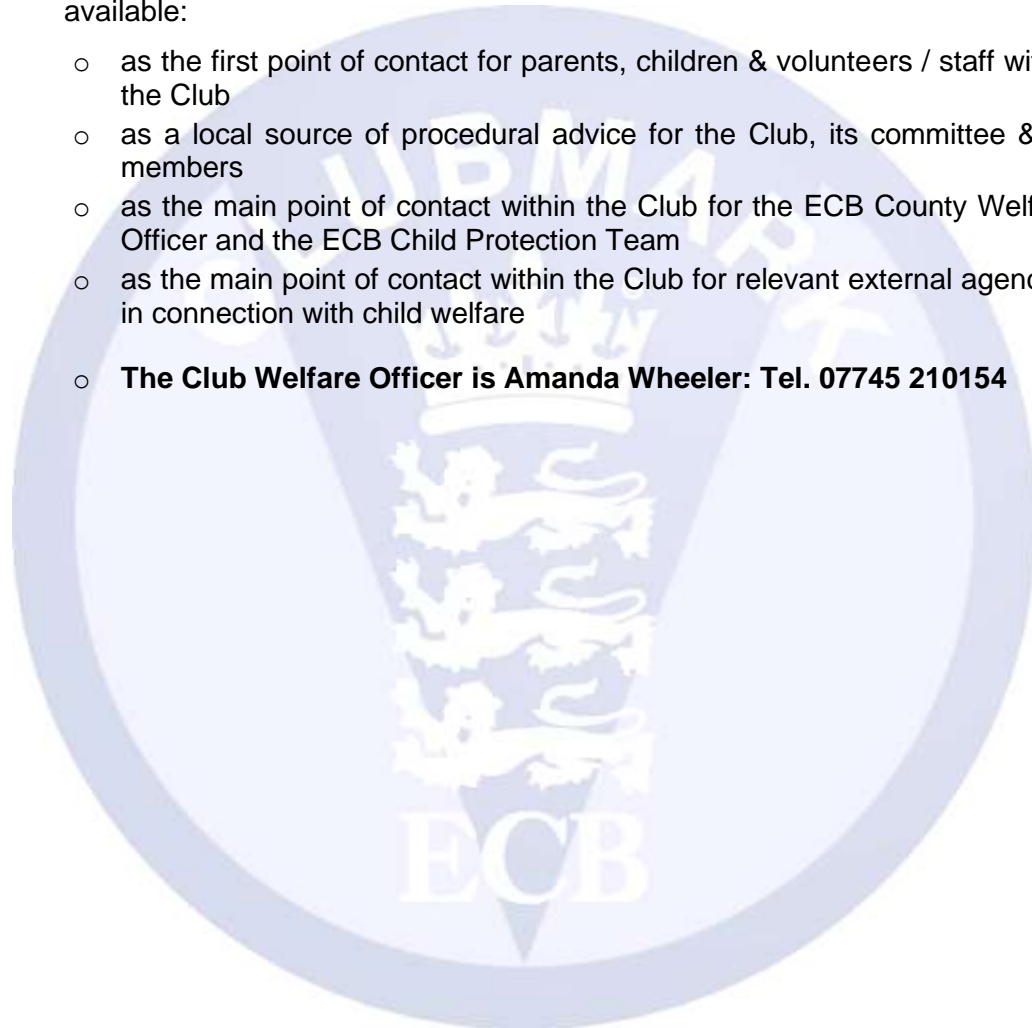 available:
o as the first point of contact for parents, children & volunteers / staff wi
the Club
o as a local source of procedural advice for the Club, its committee &
members
o as the main point of contact within the Club for the ECB County Welf
Officer and the ECB Child Protection Team
o as the main point of contact within the Club for relevant external agenc
in connection with child welfare
o The Club Welfare Officer is Amanda Wheeler: Tel. 07745 210154
CLUBMARK
ECB